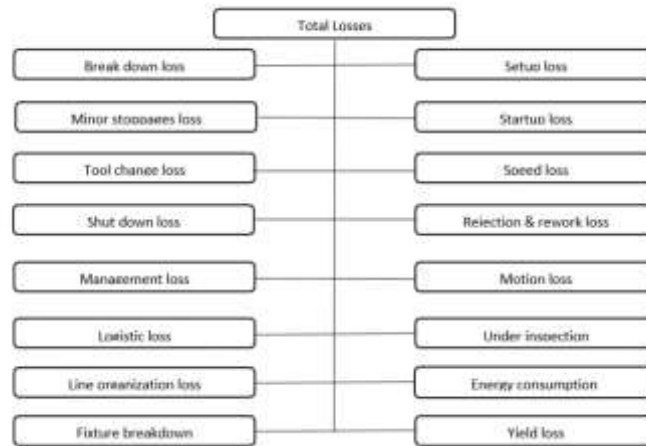 Total Losses
Break down loss
Setup loss
Minor stoppages loss
Startup loss
Tool change loss
Speed loss
Shut down loss
Rejection & rework loss
Management loss
Motion loss
Logistic loss
Under inspection
Line organization loss
Energy consumption
Fixture breakdown
Yield loss